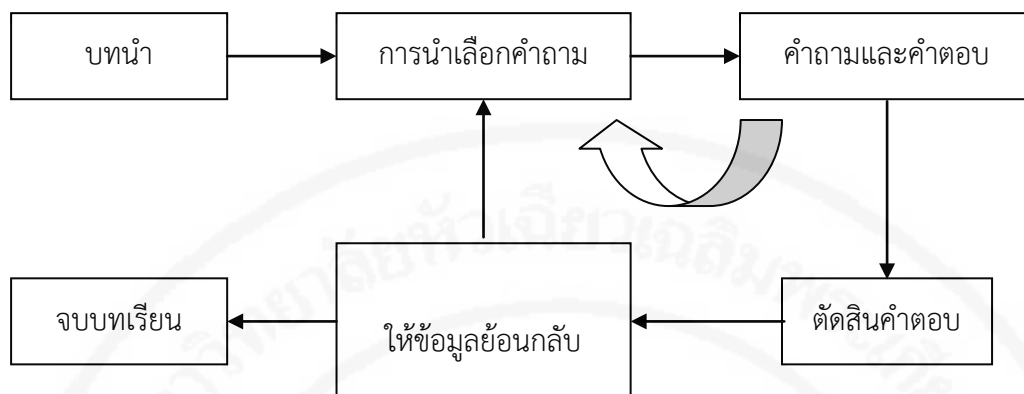 บทนำ
การนำเลือกคำถาม
คำถามและคำตอบ
จบบทเรียน
ให้ข้อมูลย้อนกลับ
ตัดสินคำตอบ